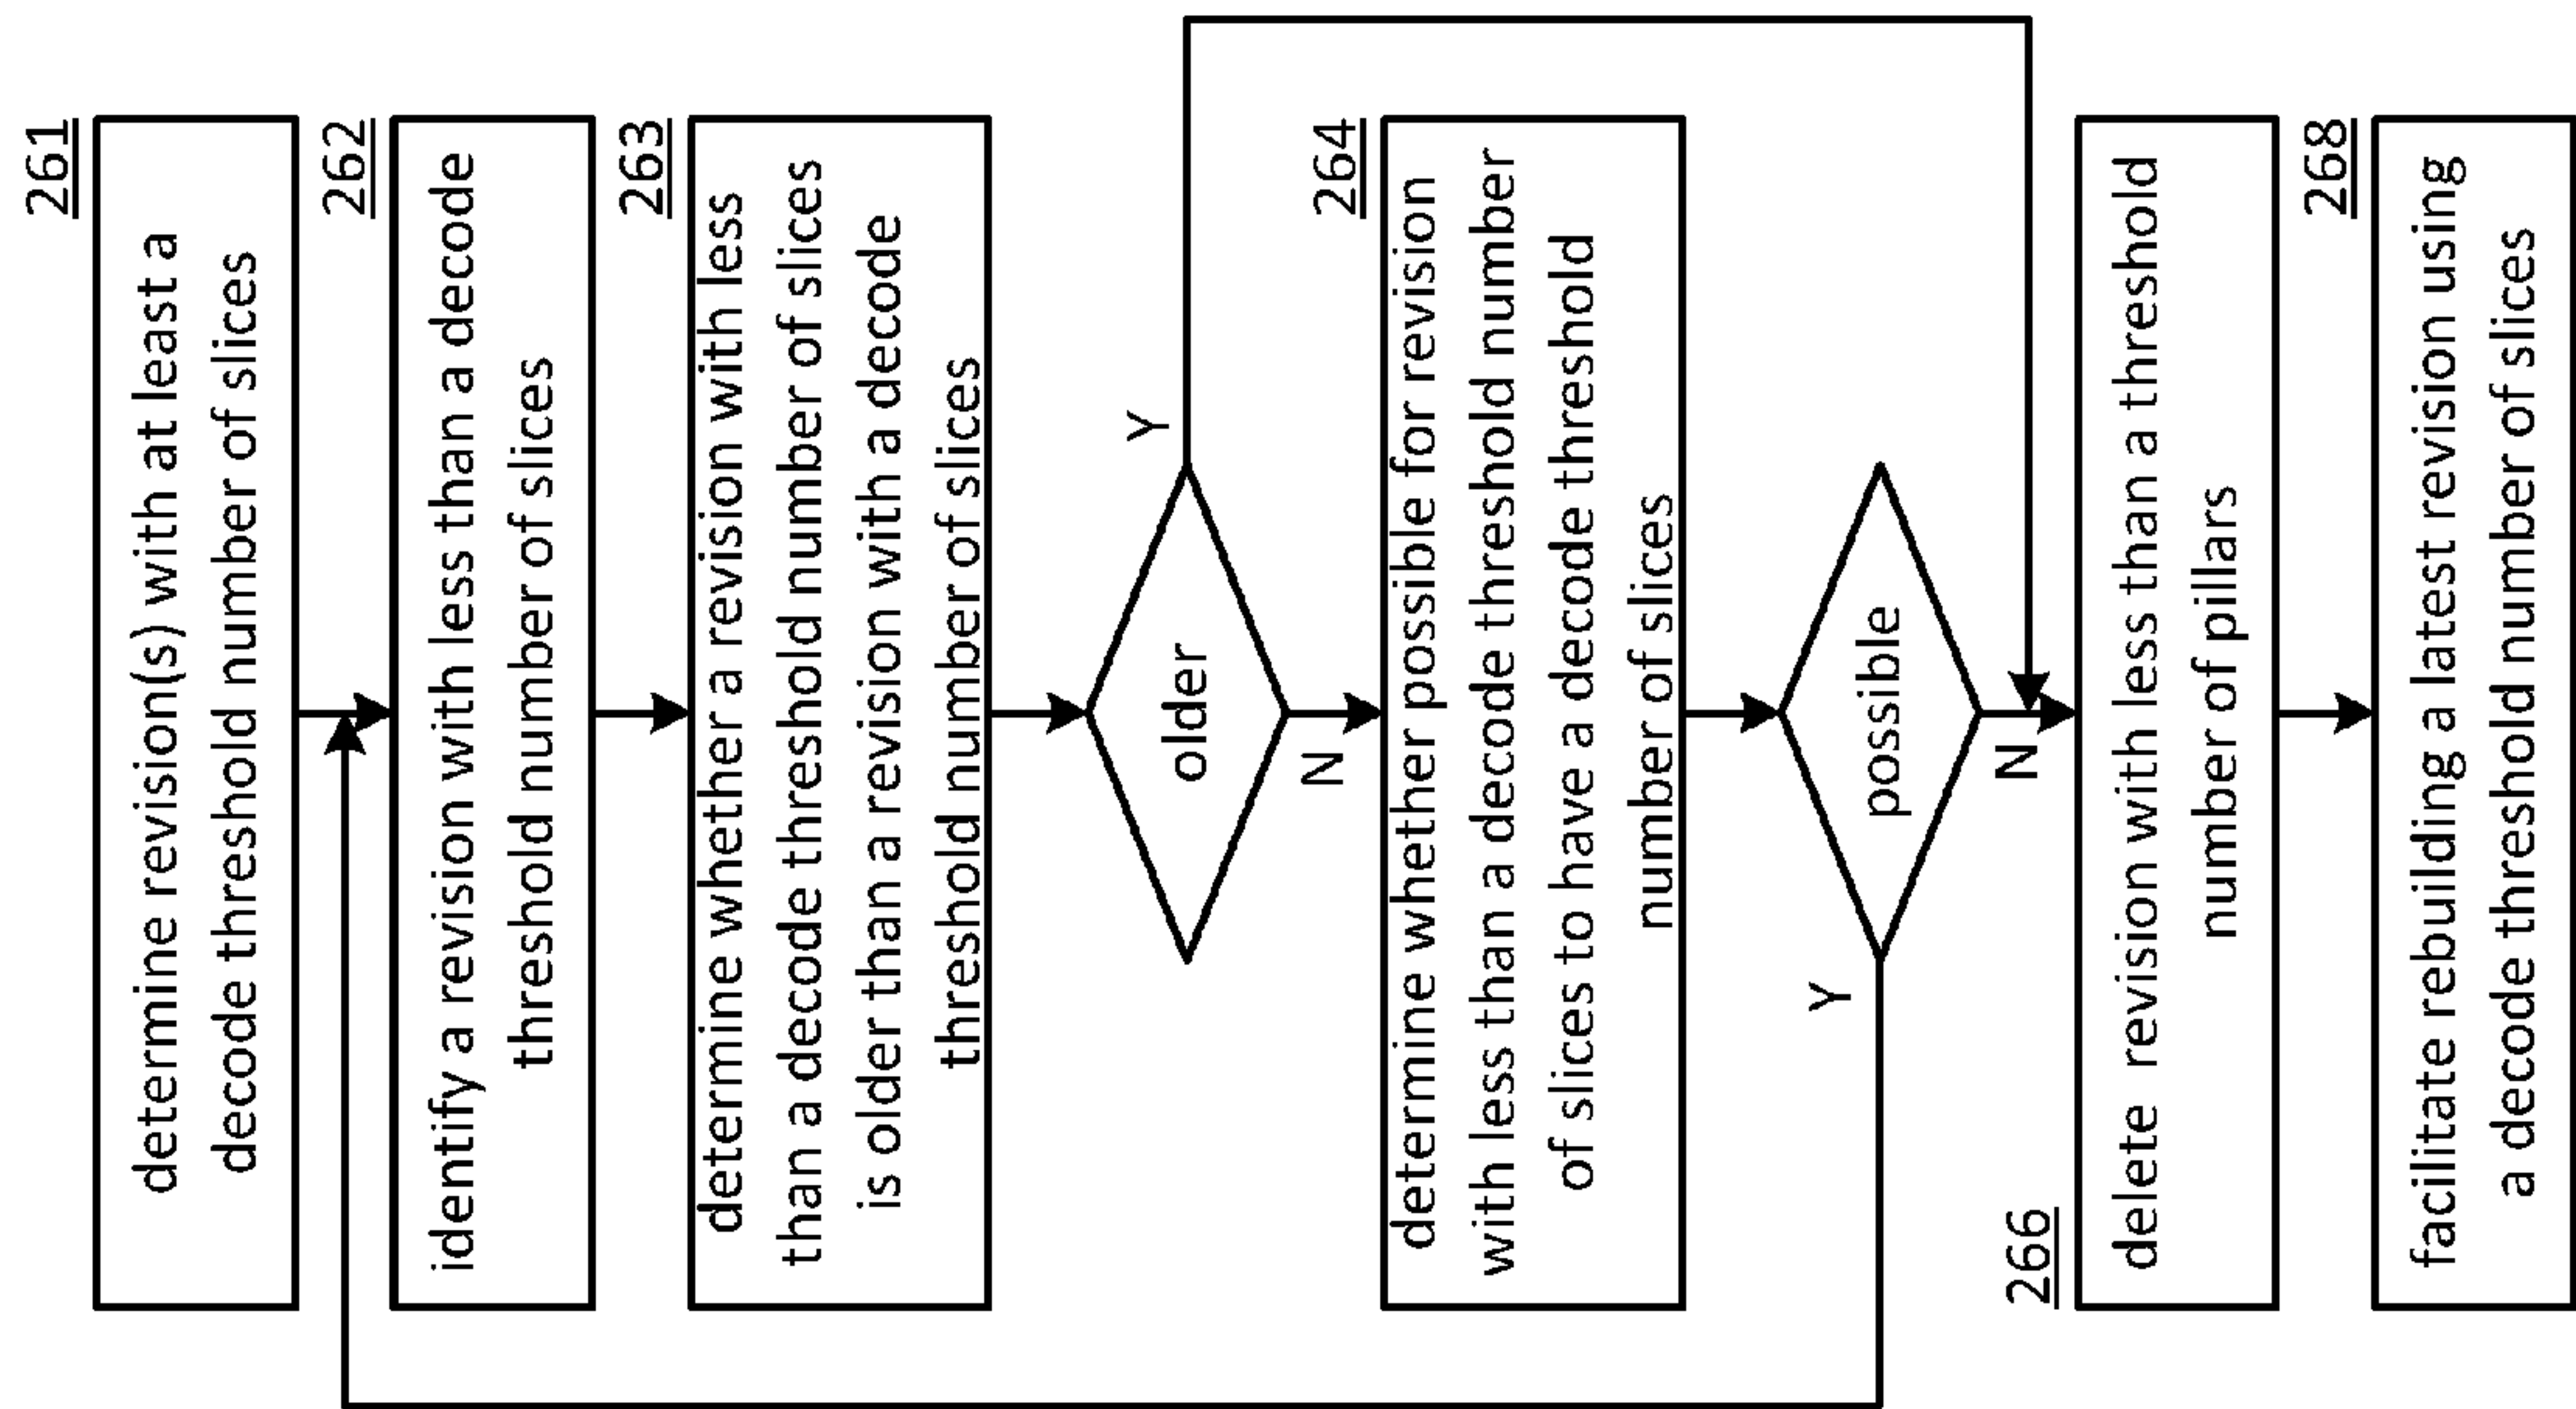 261
determine revision(s) with at least a
decode threshold number of slices
262
identify a revision with less than a decode
threshold number of slices
263
determine whether a revision with less
than a decode threshold number of slices
is older than a revision with a decode
threshold number of slices
older
Y
N
264
determine whether possible for revision
with less than a decode threshold number
of slices to have a decode threshold
number of slices
possible
Y
N
266
delete revision with less than a threshold
number of pillars
268
facilitate rebuilding a latest revision using
a decode threshold number of slices